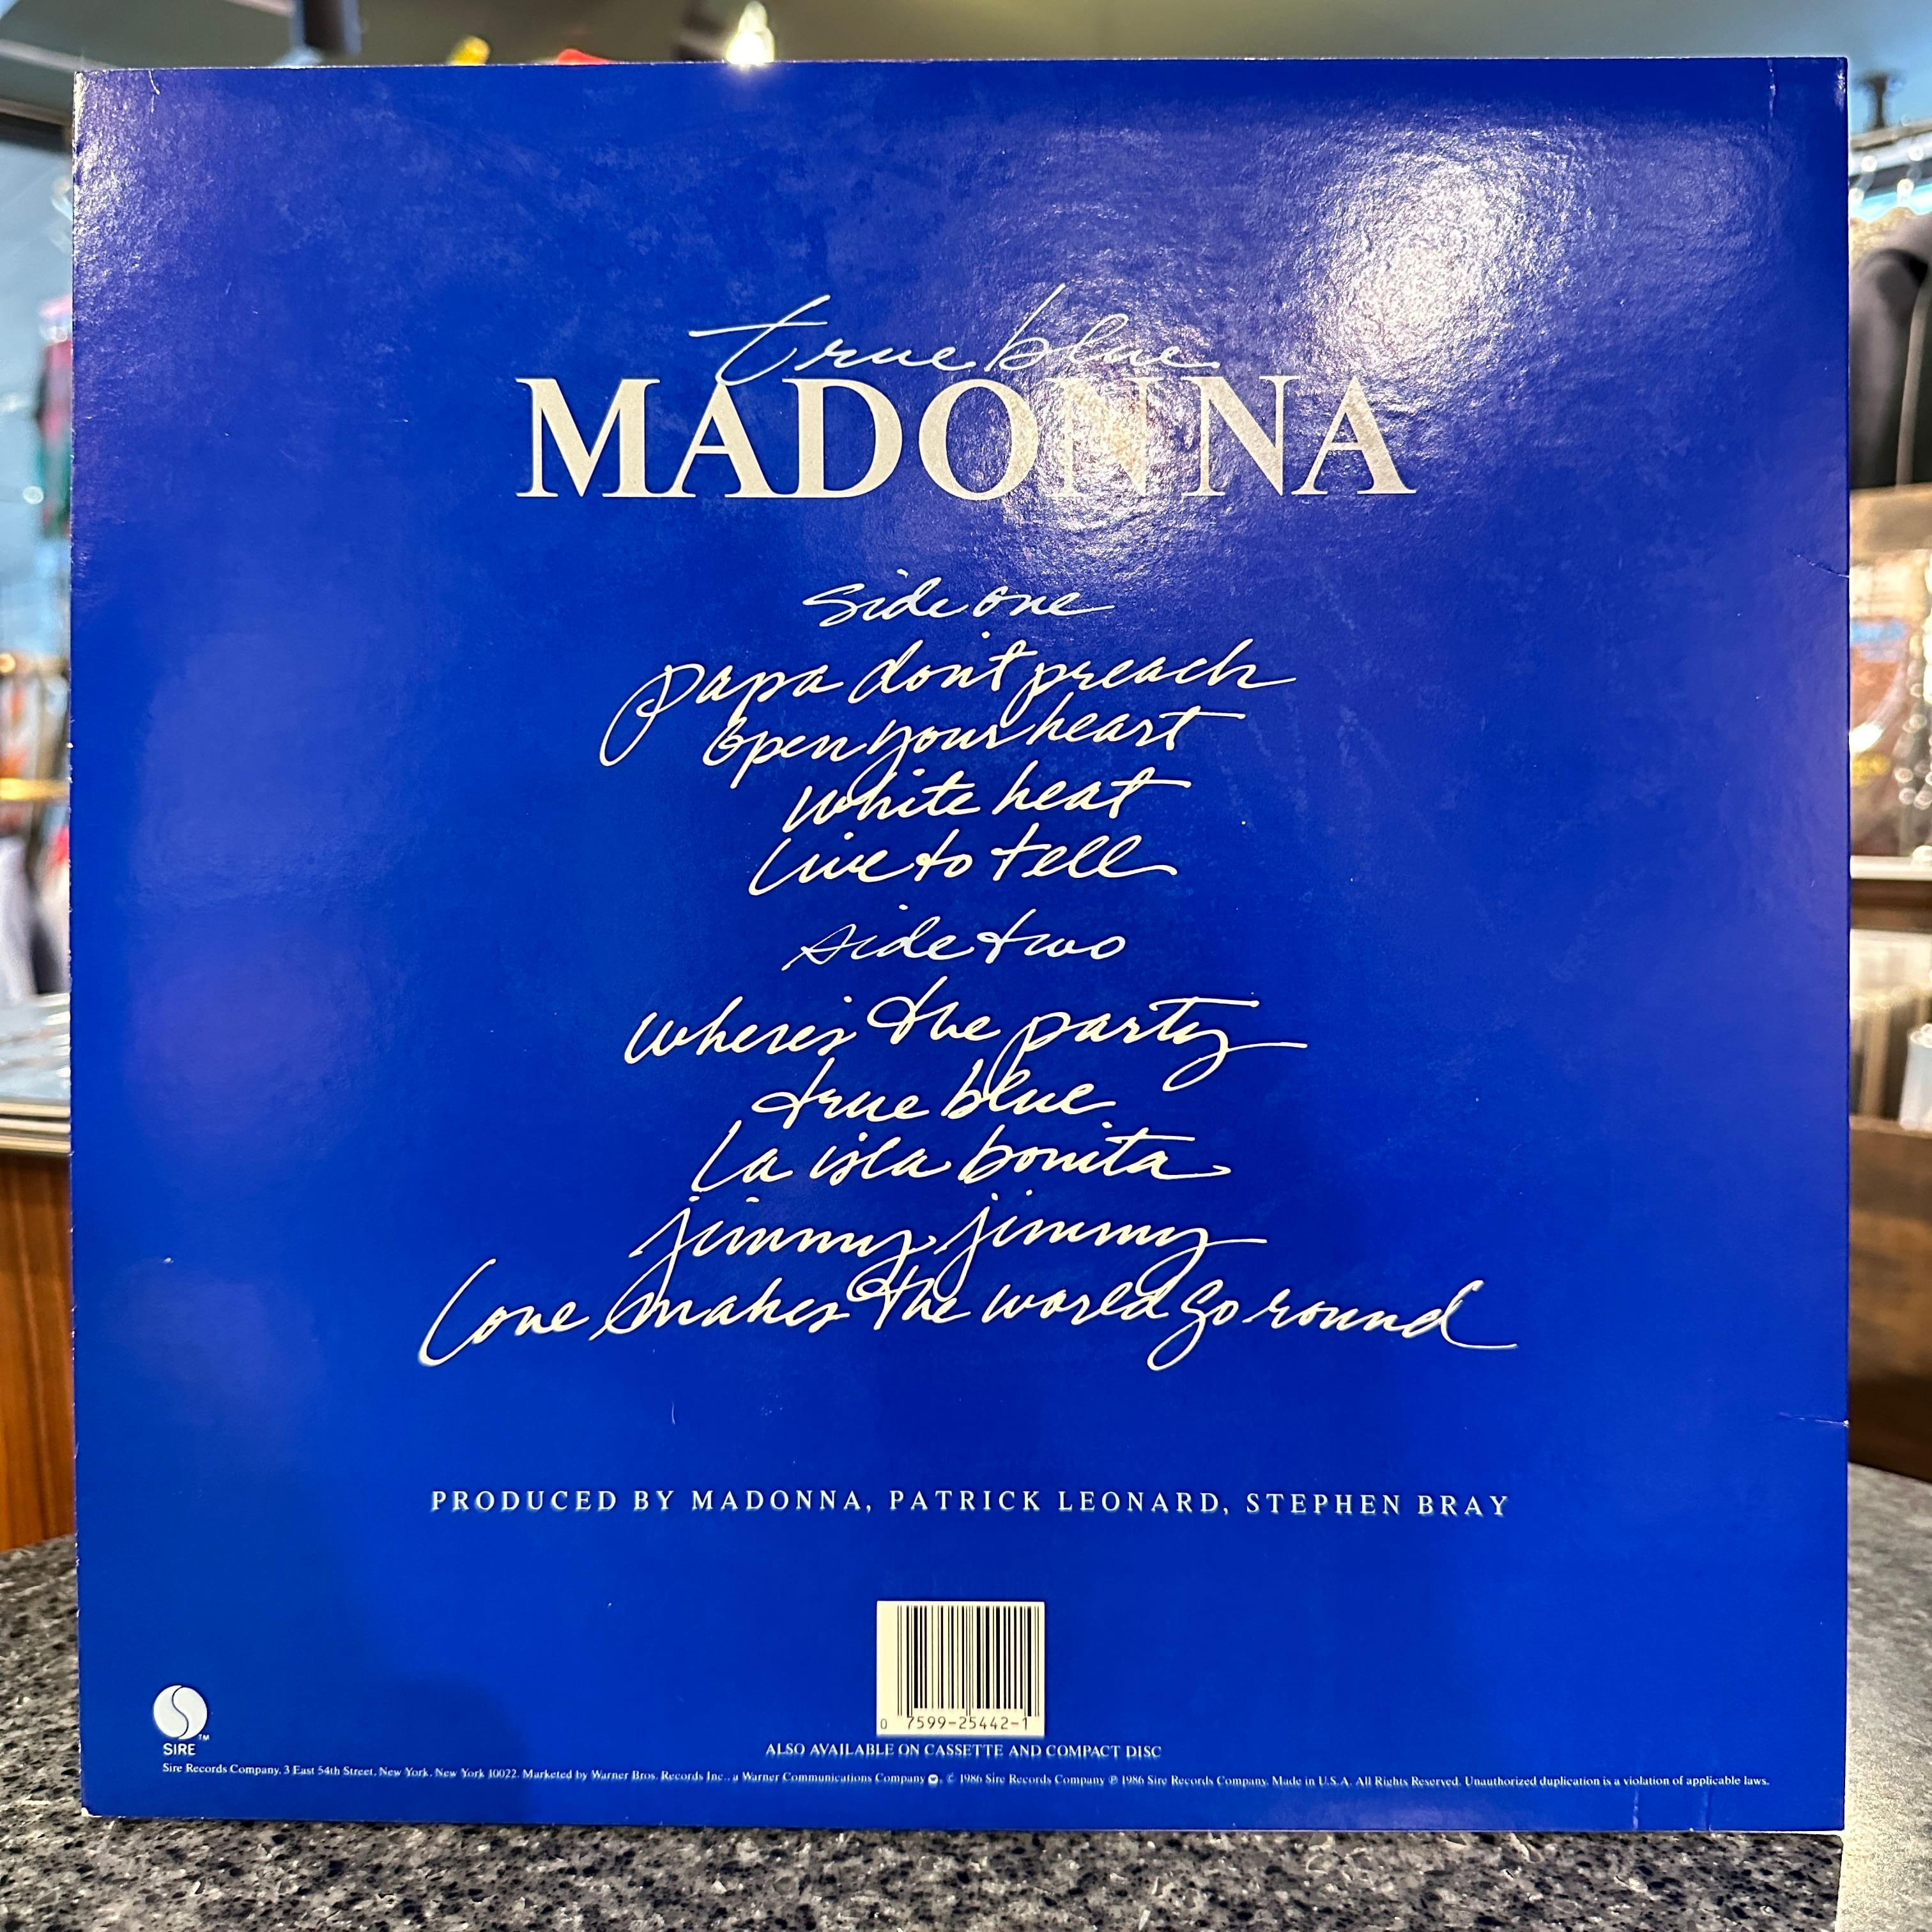 true blue
MADONNA
side one
papa don't preach
open your heart
white heat
live to tell
side two
where's the party
true blue
la isla bonita
jimmy jimmy
love makes the world go round
PRODUCED BY MADONNA, PATRICK LEONARD, STEPHEN BRAY
0 7599-25442-1
ALSO AVAILABLE ON CASSETTE AND COMPACT DISC
TM
SIRE
Sire Records Company, 3 East 54th Street, New York, New York 10022. Marketed by Warner Bros. Records Inc., a Warner Communications Company. © 1986 Sire Records Company ℗ 1986 Sire Records Company. Made in U.S.A. All Rights Reserved. Unauthorized duplication is a violation of applicable laws.